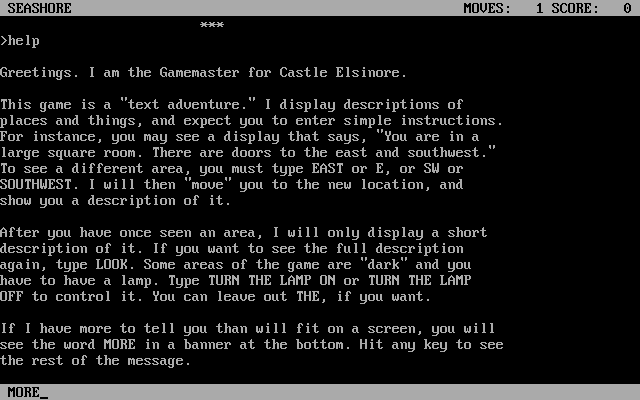 SEASHORE MOVES: 1 SCORE: 0
***
>help
Greetings. I am the Gamemaster for Castle Elsinore.
This game is a "text adventure." I display descriptions of
places and things, and expect you to enter simple instructions.
For instance, you may see a display that says, "You are in a
large square room. There are doors to the east and southwest."
To see a different area, you must type EAST or E, or SW or
SOUTHWEST. I will then "move" you to the new location, and
show you a description of it.
After you have once seen an area, I will only display a short
description of it. If you want to see the full description
again, type LOOK. Some areas of the game are "dark" and you
have to have a lamp. Type TURN THE LAMP ON or TURN THE LAMP
OFF to control it. You can leave out THE, if you want.
If I have more to tell you than will fit on a screen, you will
see the word MORE in a banner at the bottom. Hit any key to see
the rest of the message.
MORE_